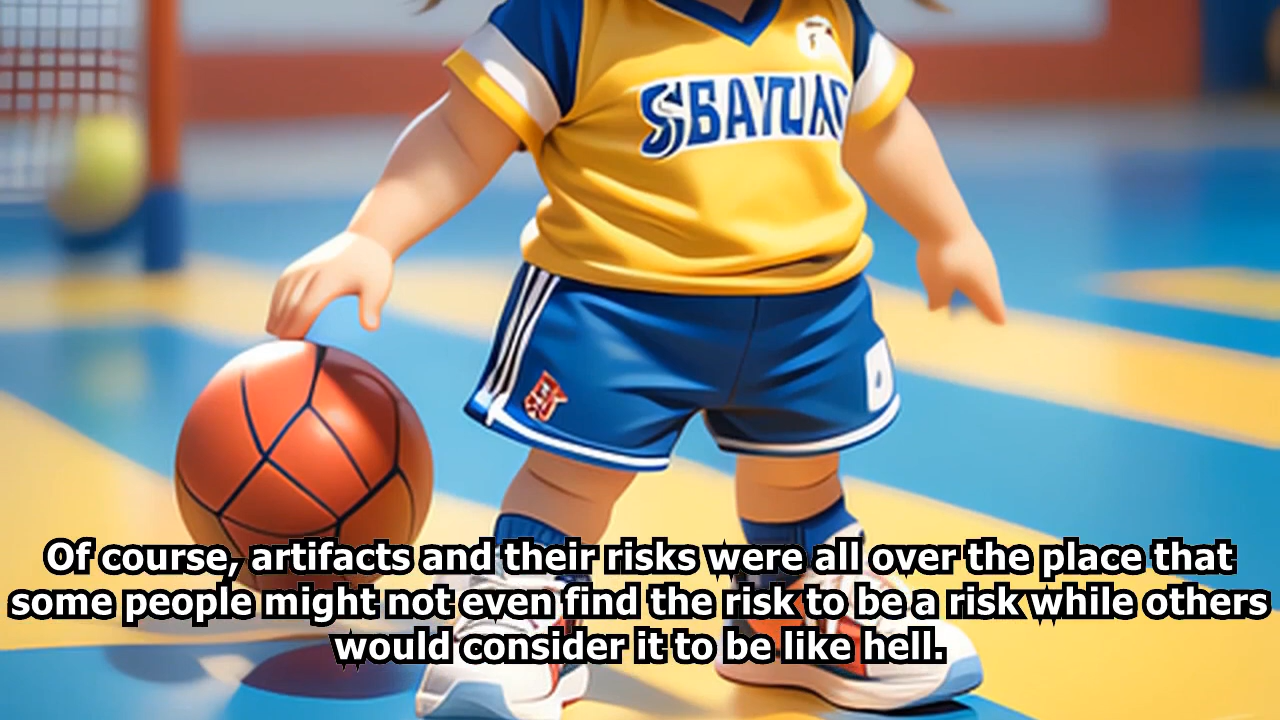 Of course, artifacts and their risks were all over the place that
some people might not even find the risk to be a risk while others
would consider it to be like hell.